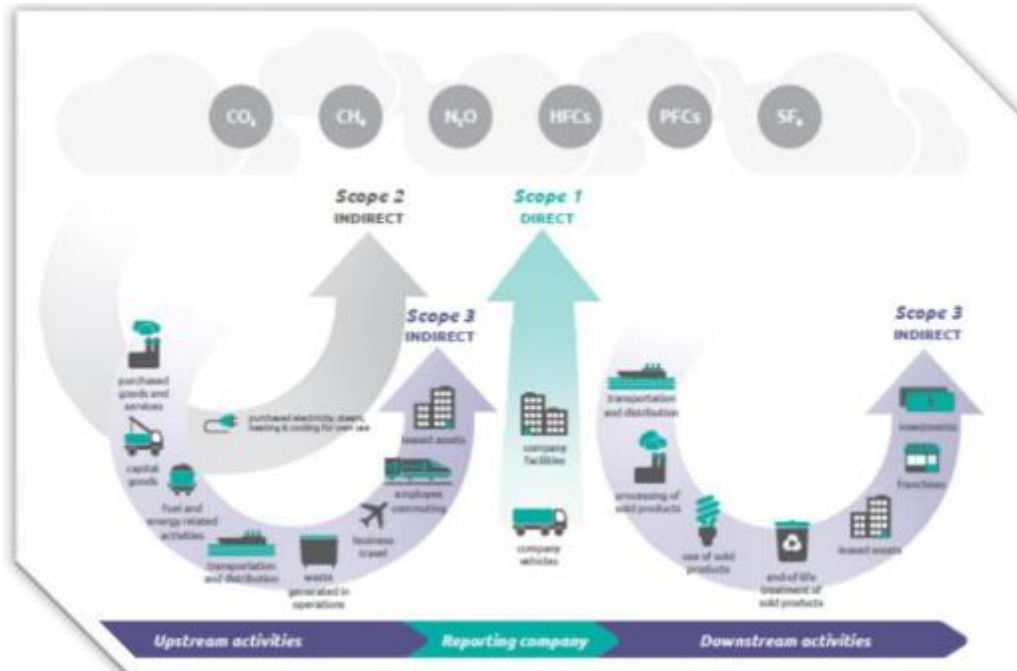 CO₂ CH₄ N₂O HFCs PFCs SF₆
Scope 2
INDIRECT
Scope 1
DIRECT
Scope 3
INDIRECT
Scope 3
INDIRECT
purchased
goods and
services
capital
goods
fuel and
energy related
activities
transportation
and distribution
waste
generated in
operations
business
travel
employee
commuting
leased assets
purchased electricity, steam,
heating & cooling for own use
company
facilities
company
vehicles
transportation
and distribution
processing of
sold products
use of sold
products
end-of-life
treatment of
sold products
leased assets
franchises
investments
Upstream activities
Reporting company
Downstream activities